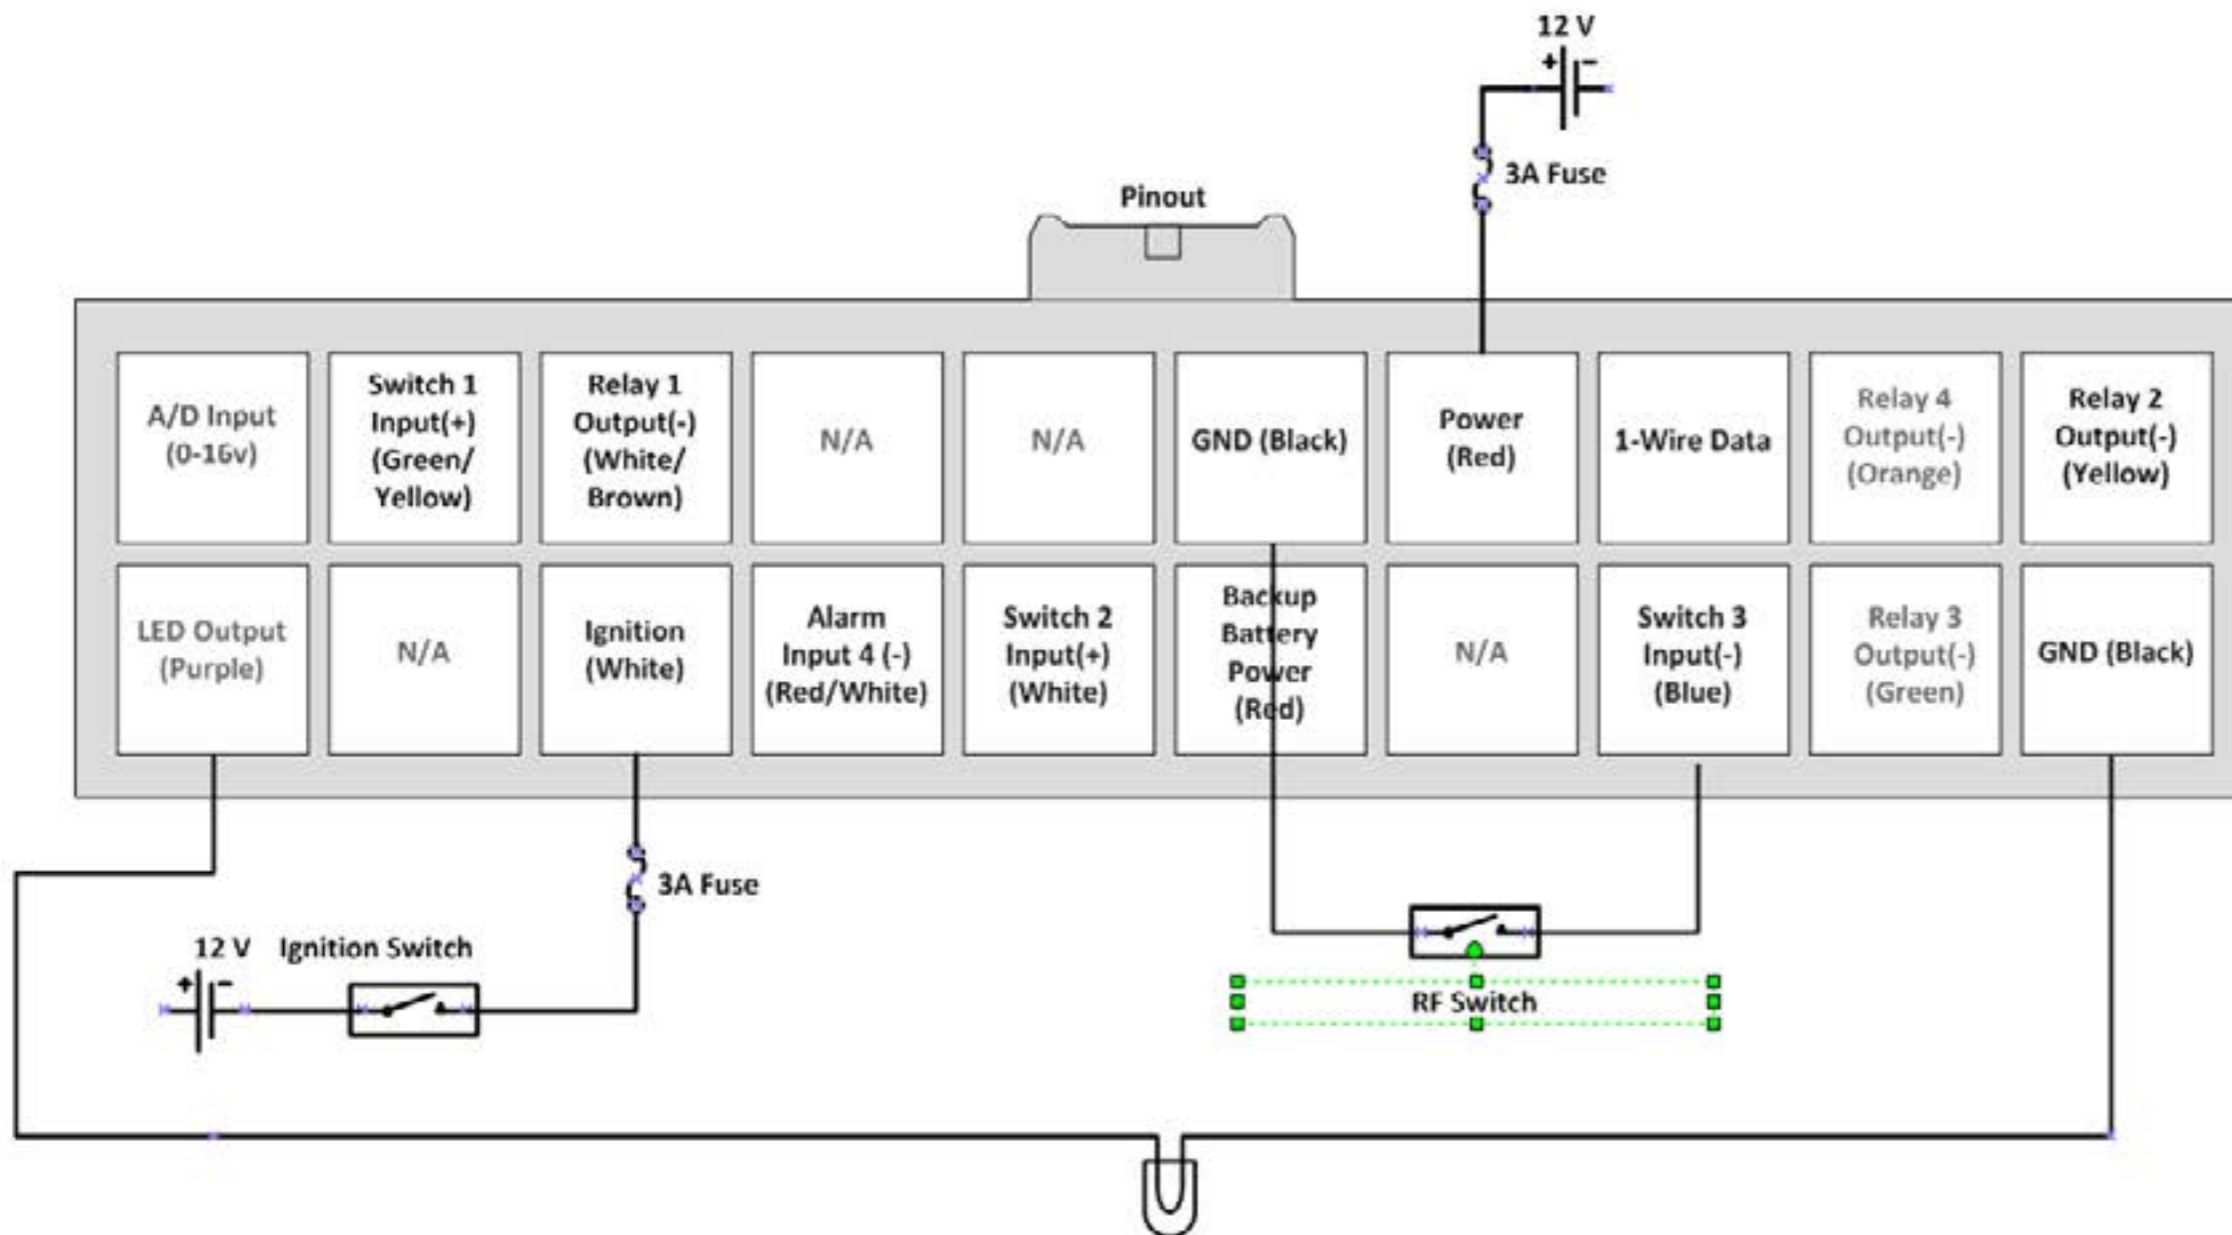 12 V
+ -
3A Fuse
Pinout
A/D Input
(0-16v)
Switch 1
Input(+)
(Green/
Yellow)
Relay 1
Output(-)
(White/
Brown)
N/A
N/A
GND (Black)
Power
(Red)
1-Wire Data
Relay 4
Output(-)
(Orange)
Relay 2
Output(-)
(Yellow)
LED Output
(Purple)
N/A
Ignition
(White)
Alarm
Input 4 (-)
(Red/White)
Switch 2
Input(+)
(White)
Backup
Battery
Power
(Red)
N/A
Switch 3
Input(-)
(Blue)
Relay 3
Output(-)
(Green)
GND (Black)
3A Fuse
12 V
Ignition Switch
+ -
RF Switch